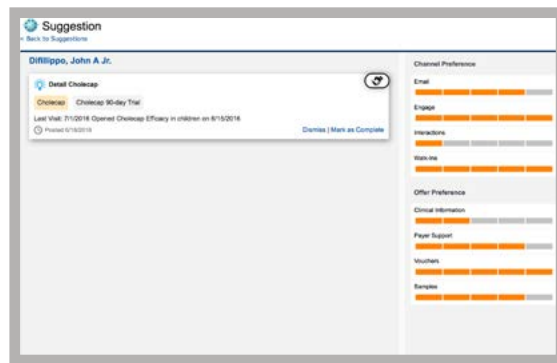 Suggestion
< Back to Suggestions
Difillippo, John A Jr.
Detail Cholecap
Cholecap Cholecap 90-day Trial
Last Visit: 7/1/2016 Opened Cholecap Efficacy in children on 6/15/2016
Posted 6/19/2016
Dismiss | Mark as Complete
Channel Preference
Email
Engage
Interactions
Walk-ins
Offer Preference
Clinical Information
Payer Support
Vouchers
Samples